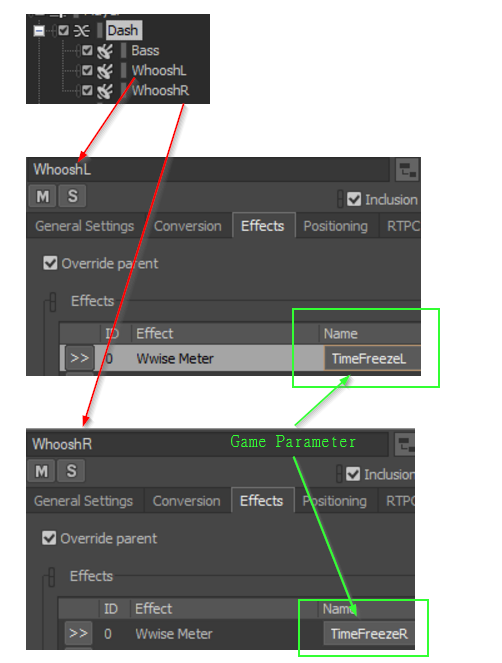 Dash
Bass
WhooshL
WhooshR
WhooshL
M S
Inclusion
General Settings Conversion Effects Positioning RTPC
Override parent
Effects
ID Effect Name
>> 0 Wwise Meter TimeFreezeL
WhooshR
Game Parameter
M S
Inclusion
General Settings Conversion Effects Positioning RTPC
Override parent
Effects
ID Effect Name
>> 0 Wwise Meter TimeFreezeR